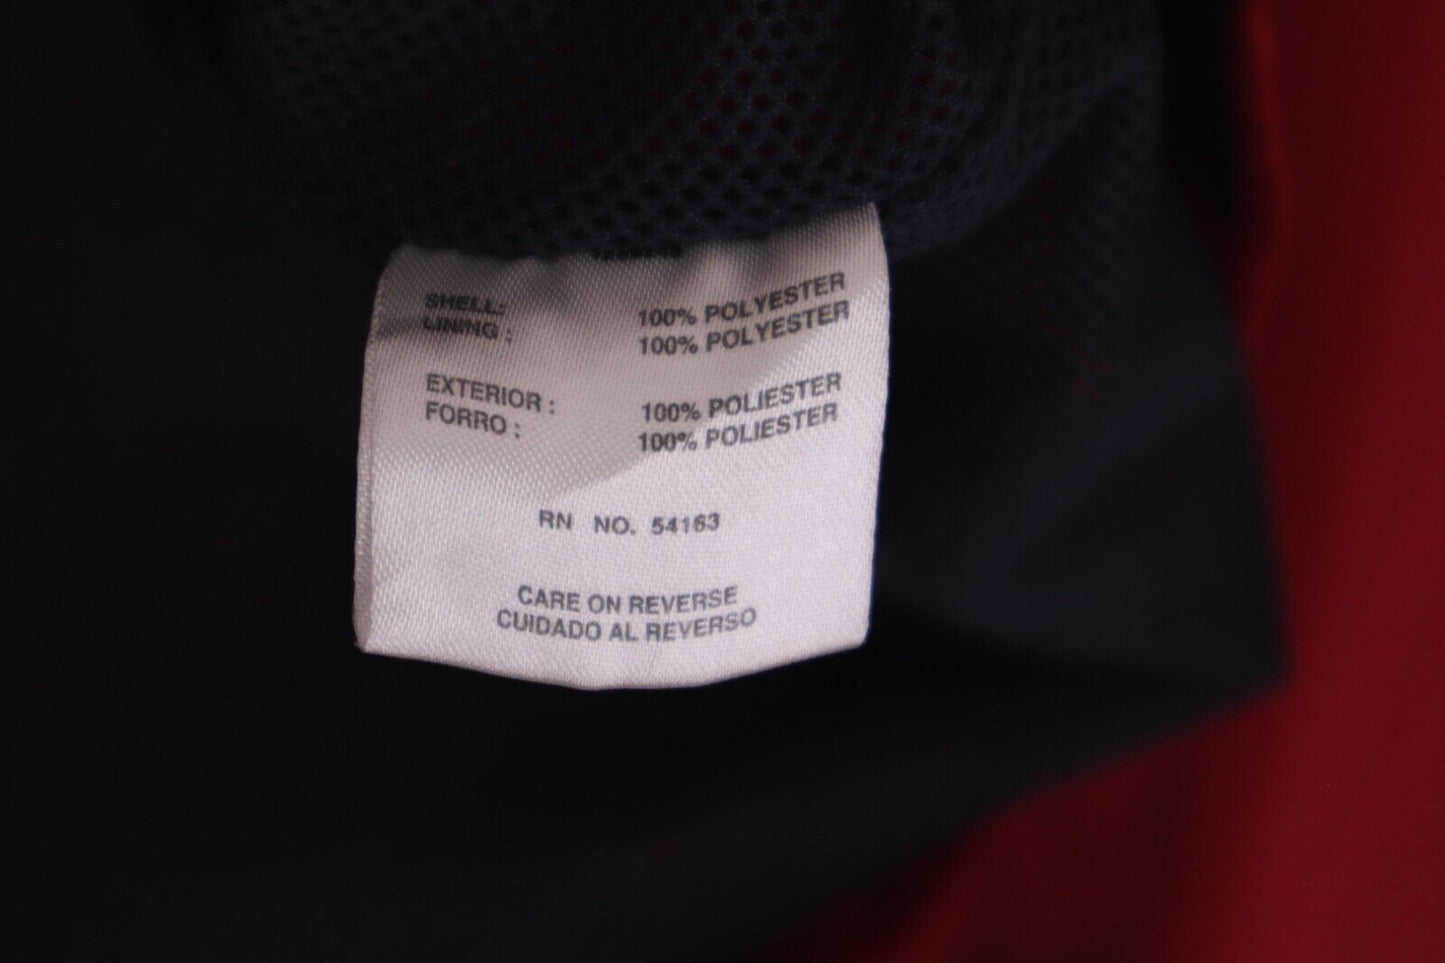 SHELL: 100% POLYESTER
LINING : 100% POLYESTER
EXTERIOR : 100% POLIESTER
FORRO : 100% POLIESTER
RN NO. 54163
CARE ON REVERSE
CUIDADO AL REVERSO